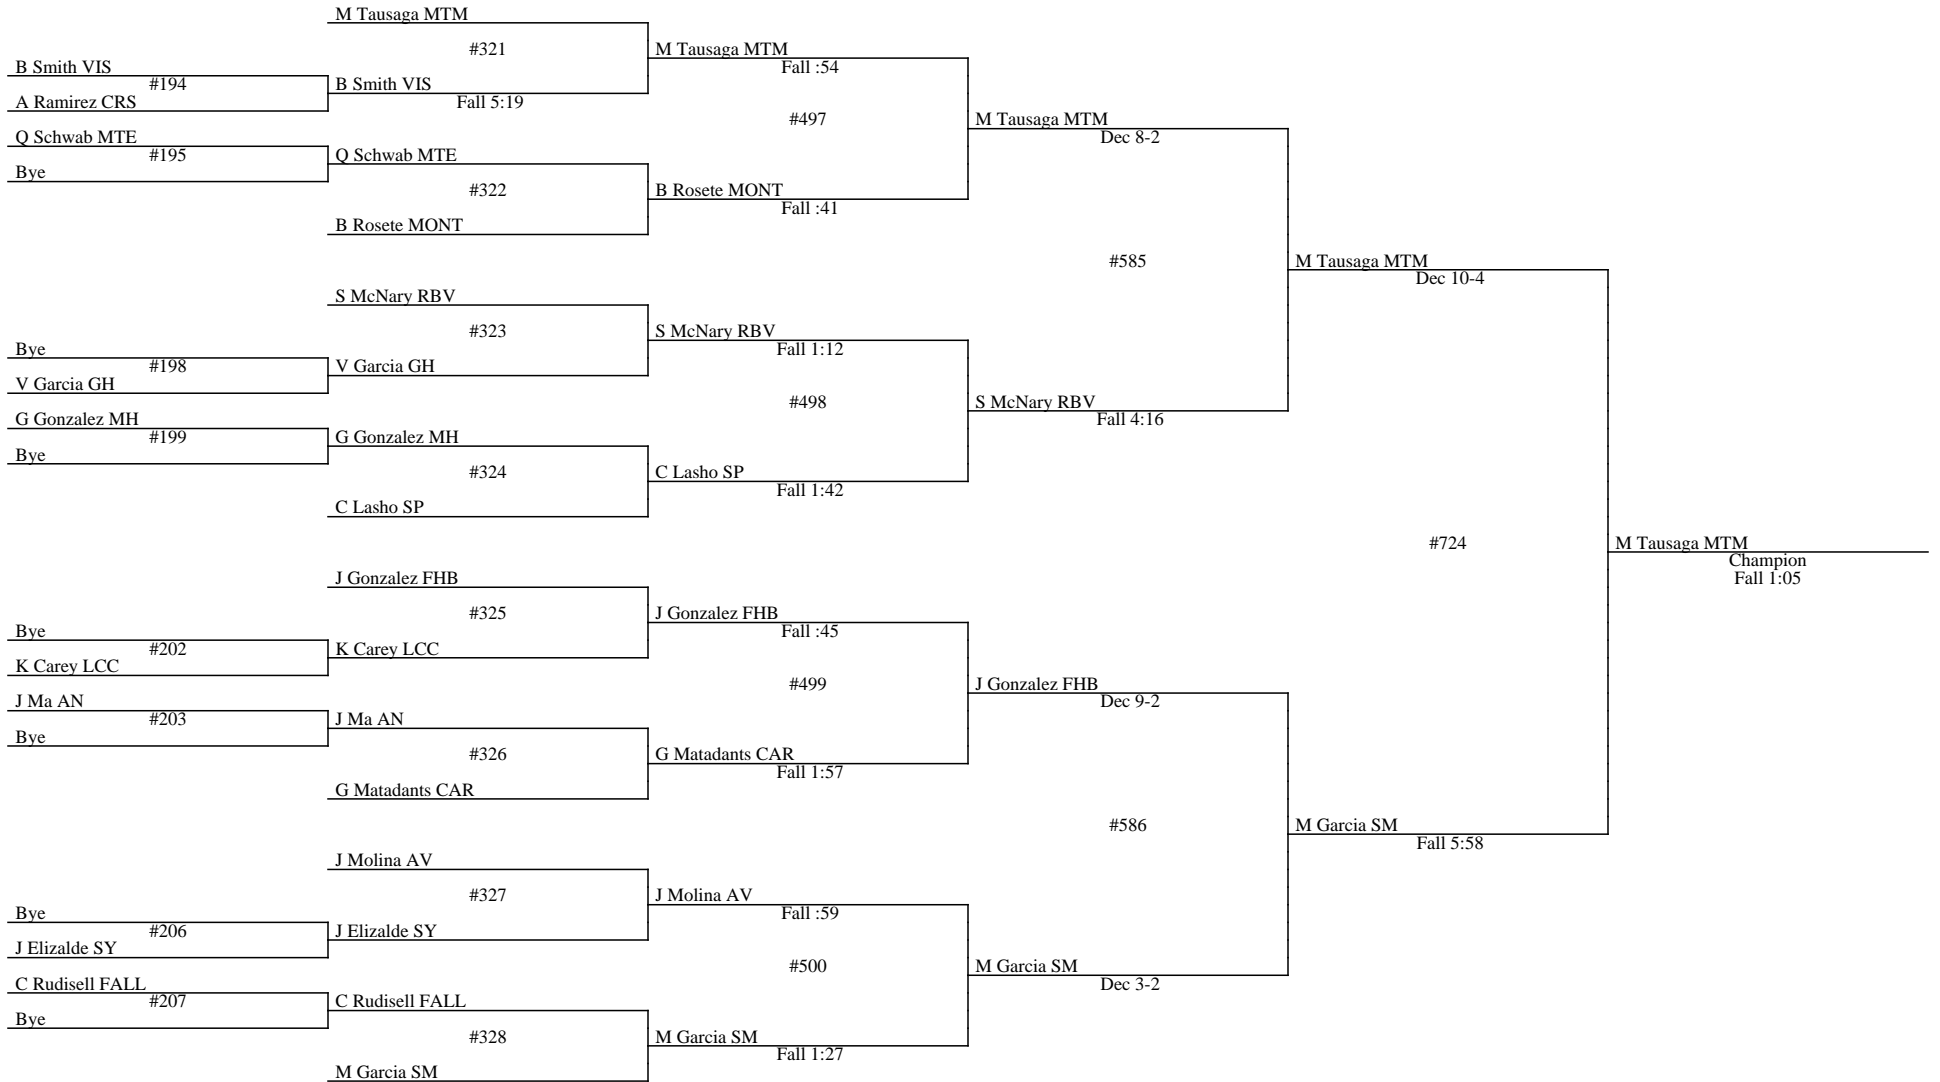 M Tausaga MTM
#321
M Tausaga MTM
B Smith VIS
Fall :54
#194
B Smith VIS
A Ramirez CRS
Fall 5:19
#497
M Tausaga MTM
Q Schwab MTE
Dec 8-2
#195
Q Schwab MTE
Bye
#322
B Rosete MONT
Fall :41
B Rosete MONT
#585
M Tausaga MTM
Dec 10-4
S McNary RBV
#323
S McNary RBV
Bye
Fall 1:12
#198
V Garcia GH
V Garcia GH
#498
S McNary RBV
G Gonzalez MH
Fall 4:16
#199
G Gonzalez MH
Bye
#324
C Lasho SP
Fall 1:42
C Lasho SP
#724
M Tausaga MTM
Champion
Fall 1:05
J Gonzalez FHB
#325
J Gonzalez FHB
Bye
Fall :45
#202
K Carey LCC
K Carey LCC
#499
J Gonzalez FHB
J Ma AN
Dec 9-2
#203
J Ma AN
Bye
#326
G Matadants CAR
Fall 1:57
G Matadants CAR
#586
M Garcia SM
Fall 5:58
J Molina AV
#327
J Molina AV
Bye
Fall :59
#206
J Elizalde SY
J Elizalde SY
#500
M Garcia SM
C Rudisell FALL
Dec 3-2
#207
C Rudisell FALL
Bye
#328
M Garcia SM
Fall 1:27
M Garcia SM